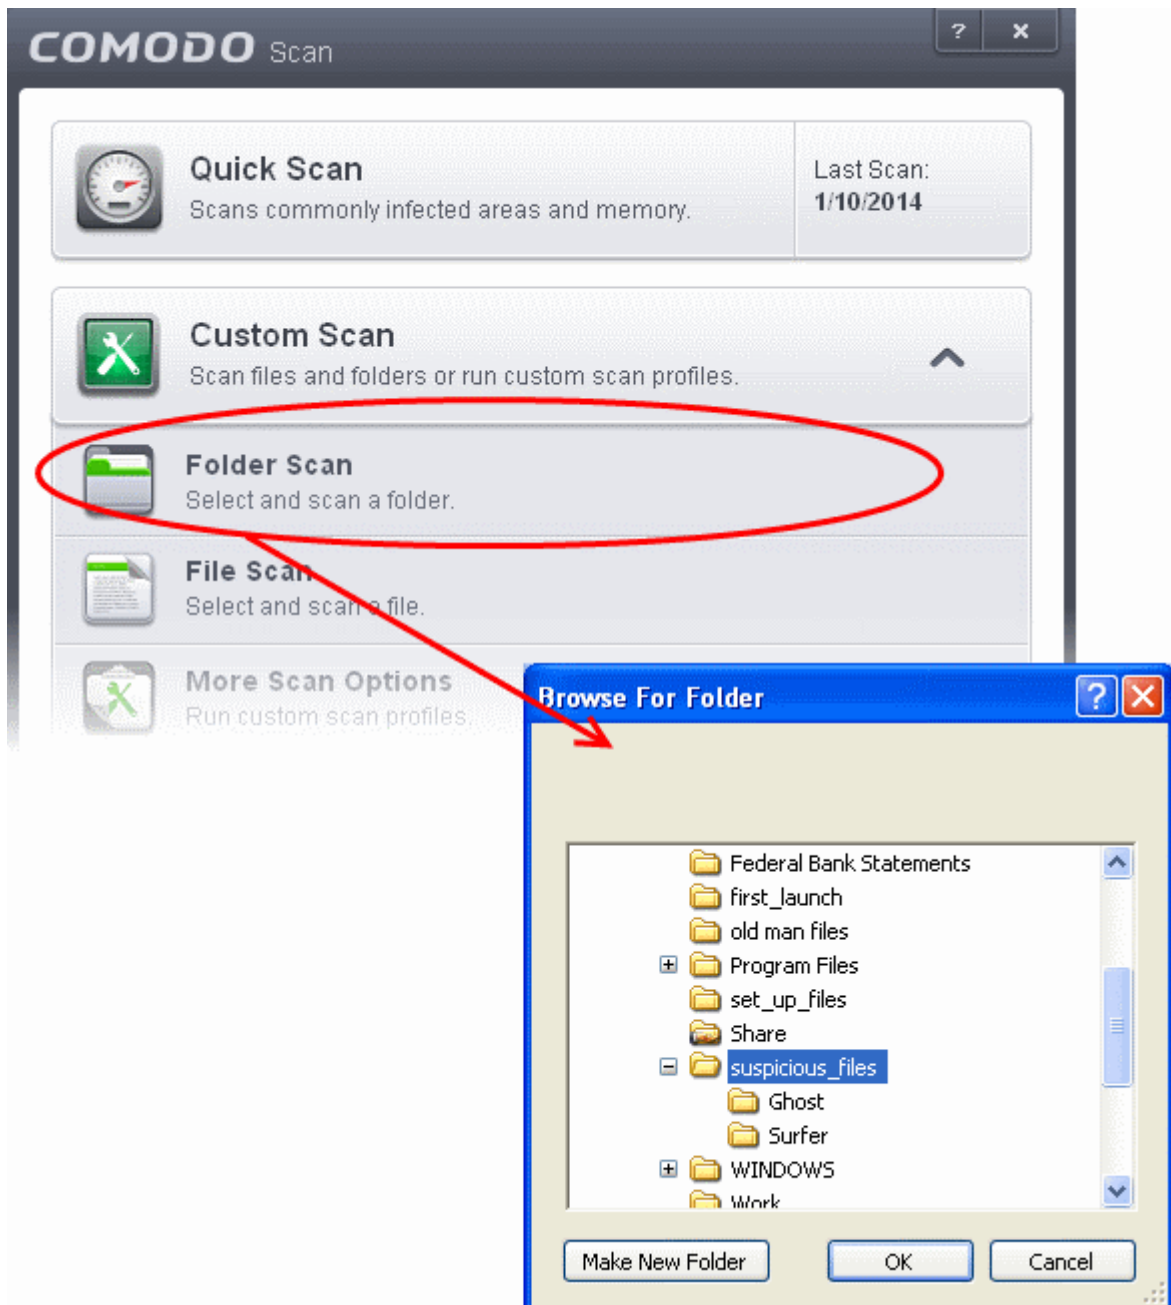 COMODO Scan
? x
Quick Scan
Scans commonly infected areas and memory.
Last Scan:
1/10/2014
Custom Scan
Scan files and folders or run custom scan profiles.
Folder Scan
Select and scan a folder.
File Scan
Select and scan a file.
More Scan Options
Run custom scan profiles.
Browse For Folder
?
Federal Bank Statements
first_launch
old man files
Program Files
set_up_files
Share
suspicious_files
Ghost
Surfer
WINDOWS
Work
Make New Folder
OK
Cancel